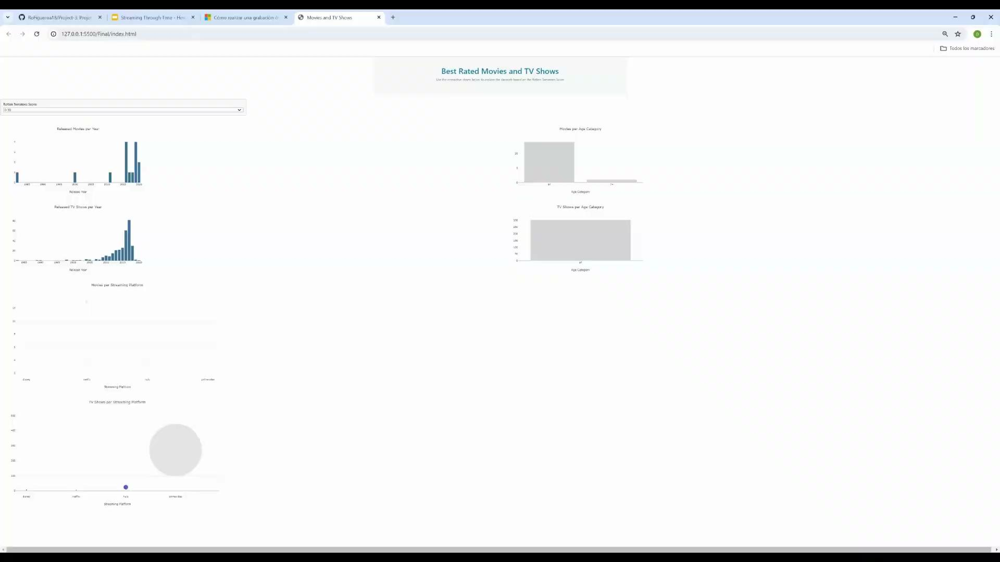 RoFigueroa18/Project-3: Projet
Streaming Through Time - How
Cómo realizar una grabación de
Movies and TV Shows
127.0.0.1:5500/Final/index.html
Todos los marcadores
Best Rated Movies and TV Shows
Use the interactive charts below to explore the datasets based on the Rotten Tomatoes Score
Rotten Tomatoes Score:
0-10
Released Movies per Year
1985 1990 1995 2000 2005 2010 2015 2020
Release Year
Movies per Age Category
10
5
0
all
7+
Age Category
Released TV Shows per Year
80
60
40
20
0
1985 1990 1995 2000 2005 2010 2015 2020
Release Year
TV Shows per Age Category
300
250
200
150
100
50
0
all
Age Category
Movies per Streaming Platform
12
10
8
6
4
2
disney netflix hulu primevideo
Streaming Platform
TV Shows per Streaming Platform
500
400
300
200
100
0
disney netflix hulu primevideo
Streaming Platform